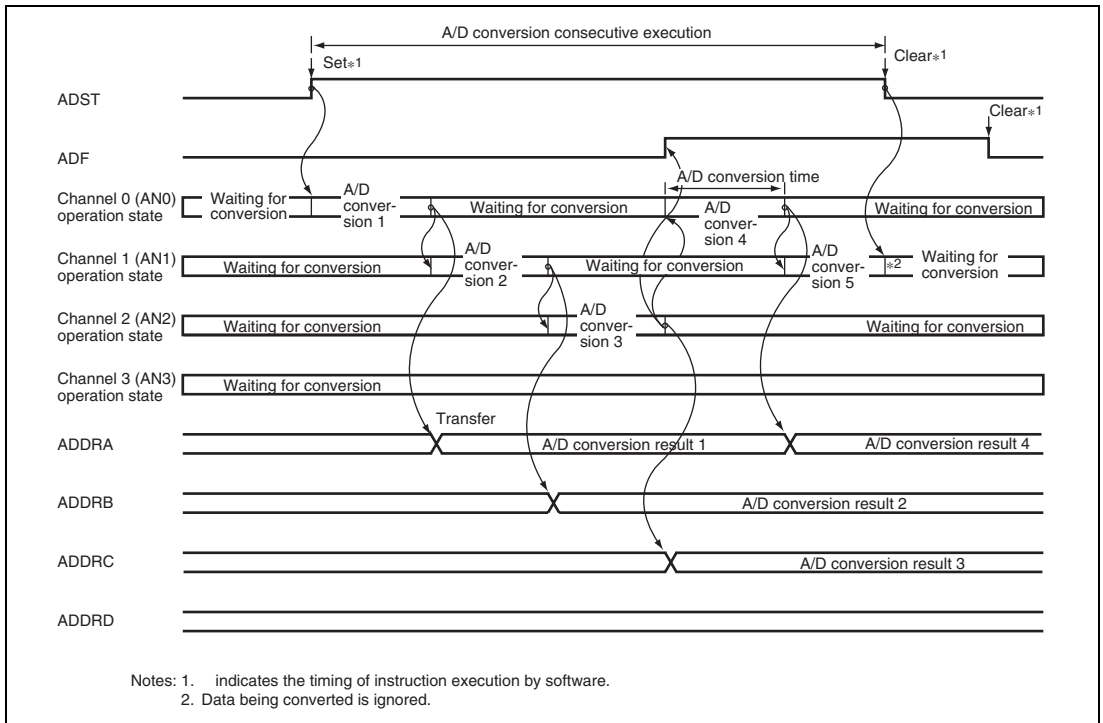 A/D conversion consecutive execution
Set*1
Clear*1
ADST
Clear*1
ADF
A/D conversion time
Channel 0 (AN0)
operation state
Waiting for
conversion
A/D
conver-
sion 1
Waiting for conversion
A/D
conver-
sion 4
Waiting for conversion
Channel 1 (AN1)
operation state
Waiting for conversion
A/D
conver-
sion 2
Waiting for conversion
A/D
conver-
sion 5
*2
Waiting for
conversion
Channel 2 (AN2)
operation state
Waiting for conversion
A/D
conver-
sion 3
Waiting for conversion
Channel 3 (AN3)
operation state
Waiting for conversion
Transfer
ADDRA
A/D conversion result 1
A/D conversion result 4
ADDRB
A/D conversion result 2
ADDRC
A/D conversion result 3
ADDRD
Notes: 1. indicates the timing of instruction execution by software.
2. Data being converted is ignored.